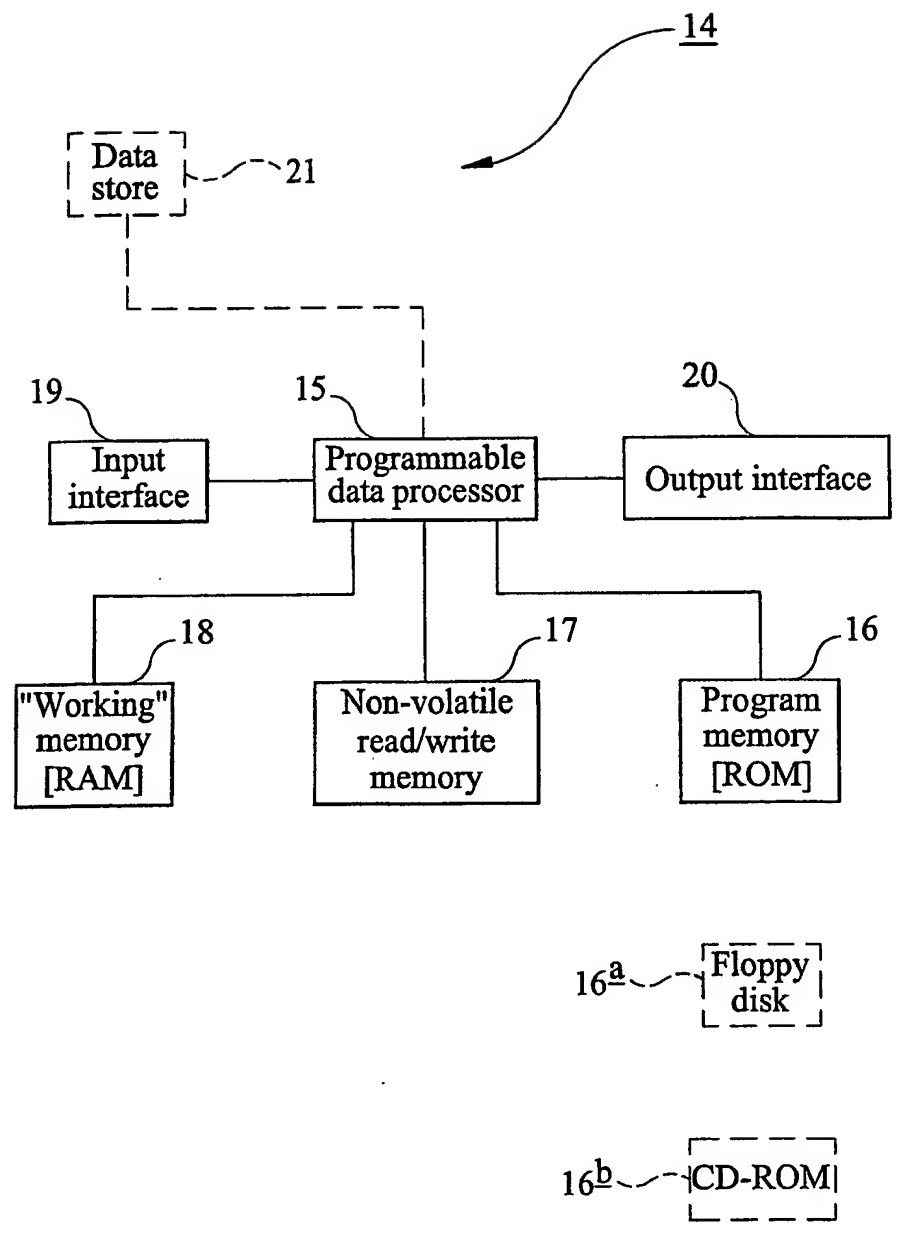 14
Data
store
21
19
15
20
Input
interface
Programmable
data processor
Output interface
18
17
16
"Working"
memory
[RAM]
Non-volatile
read/write
memory
Program
memory
[ROM]
16a
Floppy
disk
16b
CD-ROM